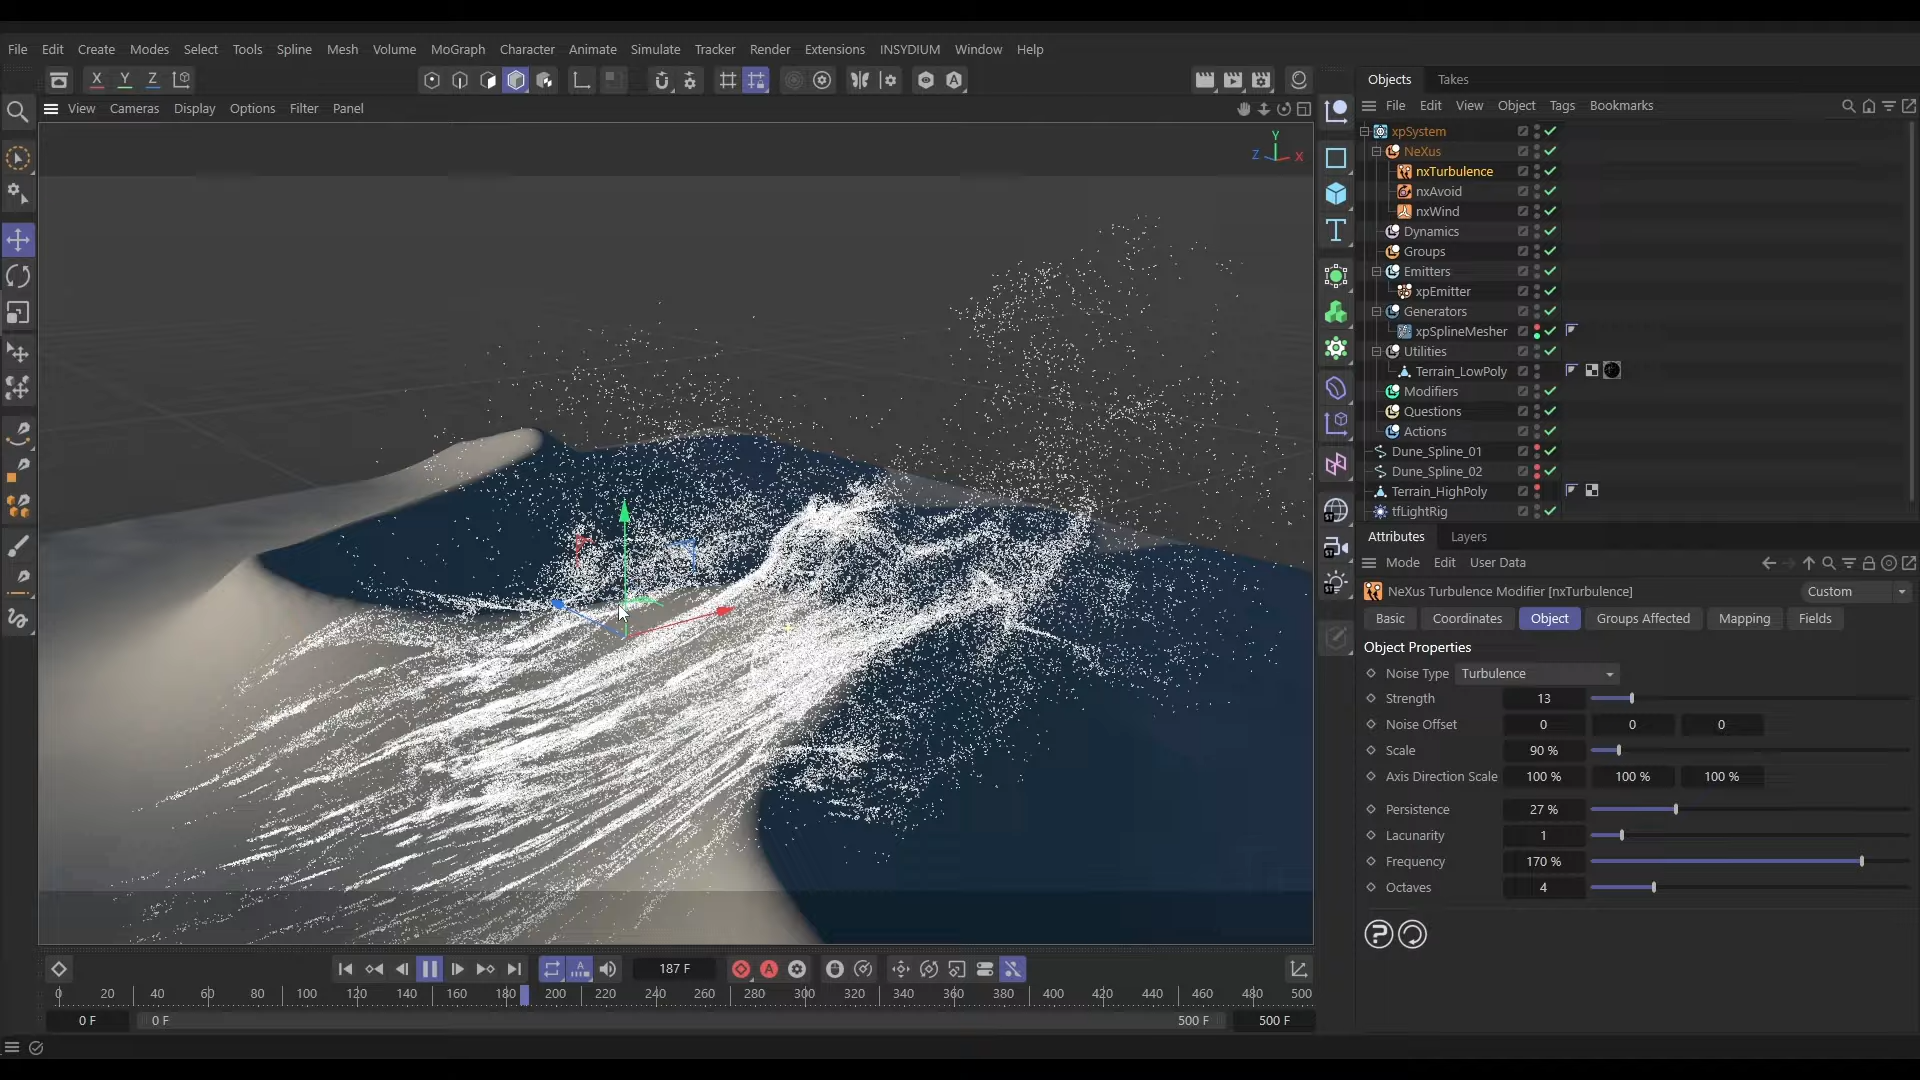 File Edit Create Modes Select Tools Spline Mesh Volume MoGraph Character Animate Simulate Tracker Render Extensions INSYDIUM Window Help
X Y Z
View Cameras Display Options Filter Panel
Y
Z X
Objects Takes
File Edit View Object Tags Bookmarks
xpSystem
NeXus
nxTurbulence
nxAvoid
nxWind
Dynamics
Groups
Emitters
xpEmitter
Generators
xpSplineMesher
Utilities
Terrain_LowPoly
Modifiers
Questions
Actions
Dune_Spline_01
Dune_Spline_02
Terrain_HighPoly
tfLightRig
Attributes Layers
Mode Edit User Data
NeXus Turbulence Modifier [nxTurbulence] Custom
Basic Coordinates Object Groups Affected Mapping Fields
Object Properties
Noise Type Turbulence
Strength 13
Noise Offset 0 0 0
Scale 90 %
Axis Direction Scale 100 % 100 % 100 %
Persistence 27 %
Lacunarity 1
Frequency 170 %
Octaves 4
187 F
0 20 40 60 80 100 120 140 160 180 200 220 240 260 280 300 320 340 360 380 400 420 440 460 480 500
0 F 0 F 500 F 500 F